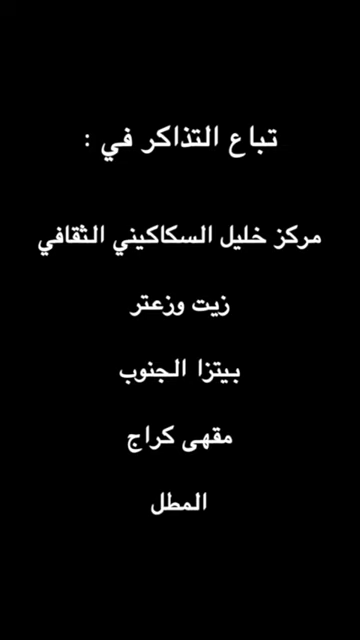 تباع التذاكر في :
مركز خليل السكاكيني الثقافي
زيت وزعتر
بيتزا الجنوب
مقهى كراج
المطل